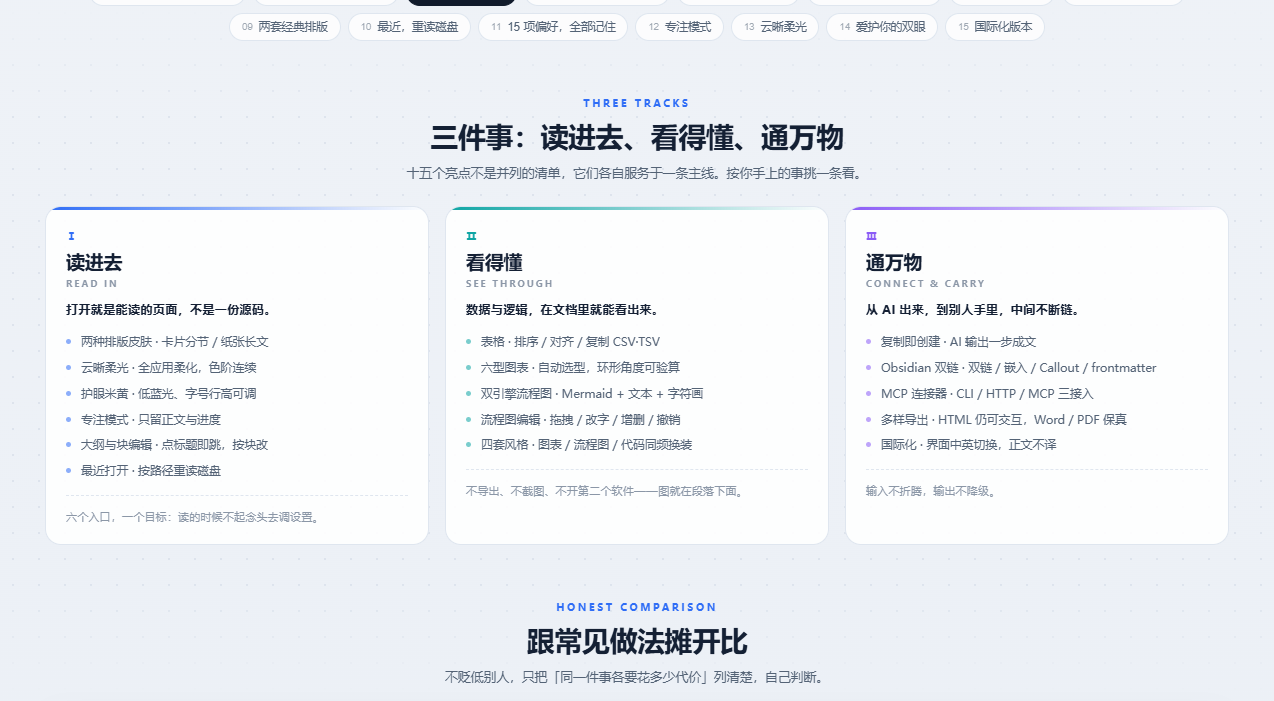 09 两套经典排版
10 最近，重读磁盘
11 15 项偏好，全部记住
12 专注模式
13 云晰柔光
14 爱护你的双眼
15 国际化版本
THREE TRACKS
三件事：读进去、看得懂、通万物
十五个亮点不是并列的清单，它们各自服务于一条主线。按你手上的事挑一条看。
I
读进去
READ IN
打开就是能读的页面，不是一份源码。
两种排版皮肤 · 卡片分节 / 纸张长文
云晰柔光 · 全应用柔化，色阶连续
护眼米黄 · 低蓝光、字号行高可调
专注模式 · 只留正文与进度
大纲与块编辑 · 点标题即跳，按块改
最近打开 · 按路径重读磁盘
六个入口，一个目标：读的时候不起念头去调设置。
II
看得懂
SEE THROUGH
数据与逻辑，在文档里就能看出来。
表格 · 排序 / 对齐 / 复制 CSV·TSV
六型图表 · 自动选型，环形角度可验算
双引擎流程图 · Mermaid + 文本 + 字符画
流程图编辑 · 拖拽 / 改字 / 增删 / 撤销
四套风格 · 图表 / 流程图 / 代码同频换装
不导出、不截图、不开第二个软件——图就在段落下面。
III
通万物
CONNECT & CARRY
从 AI 出来，到别人手里，中间不断链。
复制即创建 · AI 输出一步成文
Obsidian 双链 · 双链 / 嵌入 / Callout / frontmatter
MCP 连接器 · CLI / HTTP / MCP 三接入
多样导出 · HTML 仍可交互，Word / PDF 保真
国际化 · 界面中英切换，正文不译
输入不折腾，输出不降级。
HONEST COMPARISON
跟常见做法摊开比
不贬低别人，只把「同一件事各要花多少代价」列清楚，自己判断。